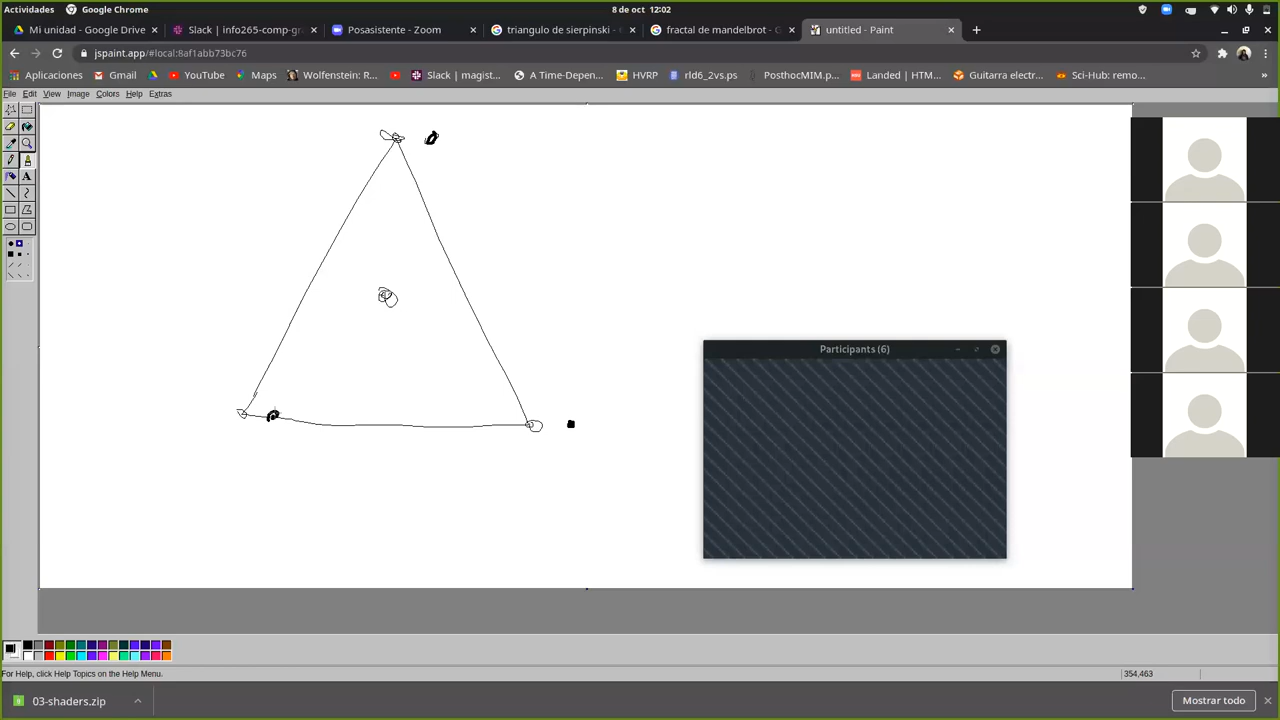 Actividades
Google Chrome
8 de oct 12:02
Mi unidad - Google Drive
Slack | info265-comp-gr
Posasistente - Zoom
triangulo de sierpinski -
fractal de mandelbrot - G
untitled - Paint
jspaint.app/#local:8af1abb73bc76
Aplicaciones
Gmail
YouTube
Maps
Wolfenstein: R...
Slack | magist...
A Time-Depen...
HVRP
rld6_2vs.ps
PosthocMIM.p...
Landed | HTM...
Guitarra electr...
Sci-Hub: remo...
»
File Edit View Image Colors Help Extras
A
Participants (6)
For Help, click Help Topics on the Help Menu.
354,463
03-shaders.zip
Mostrar todo